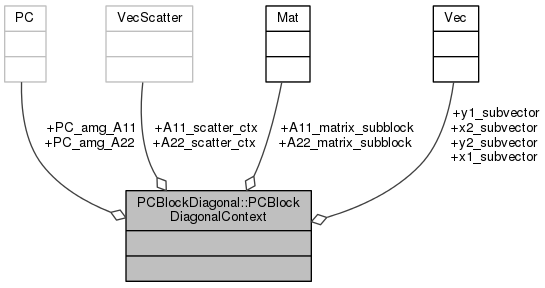 PC
VecScatter
Mat
Vec
+PC_amg_A11
+PC_amg_A22
+A11_scatter_ctx
+A22_scatter_ctx
+A11_matrix_subblock
+A22_matrix_subblock
+y1_subvector
+x2_subvector
+y2_subvector
+x1_subvector
PCBlockDiagonal::PCBlock
DiagonalContext